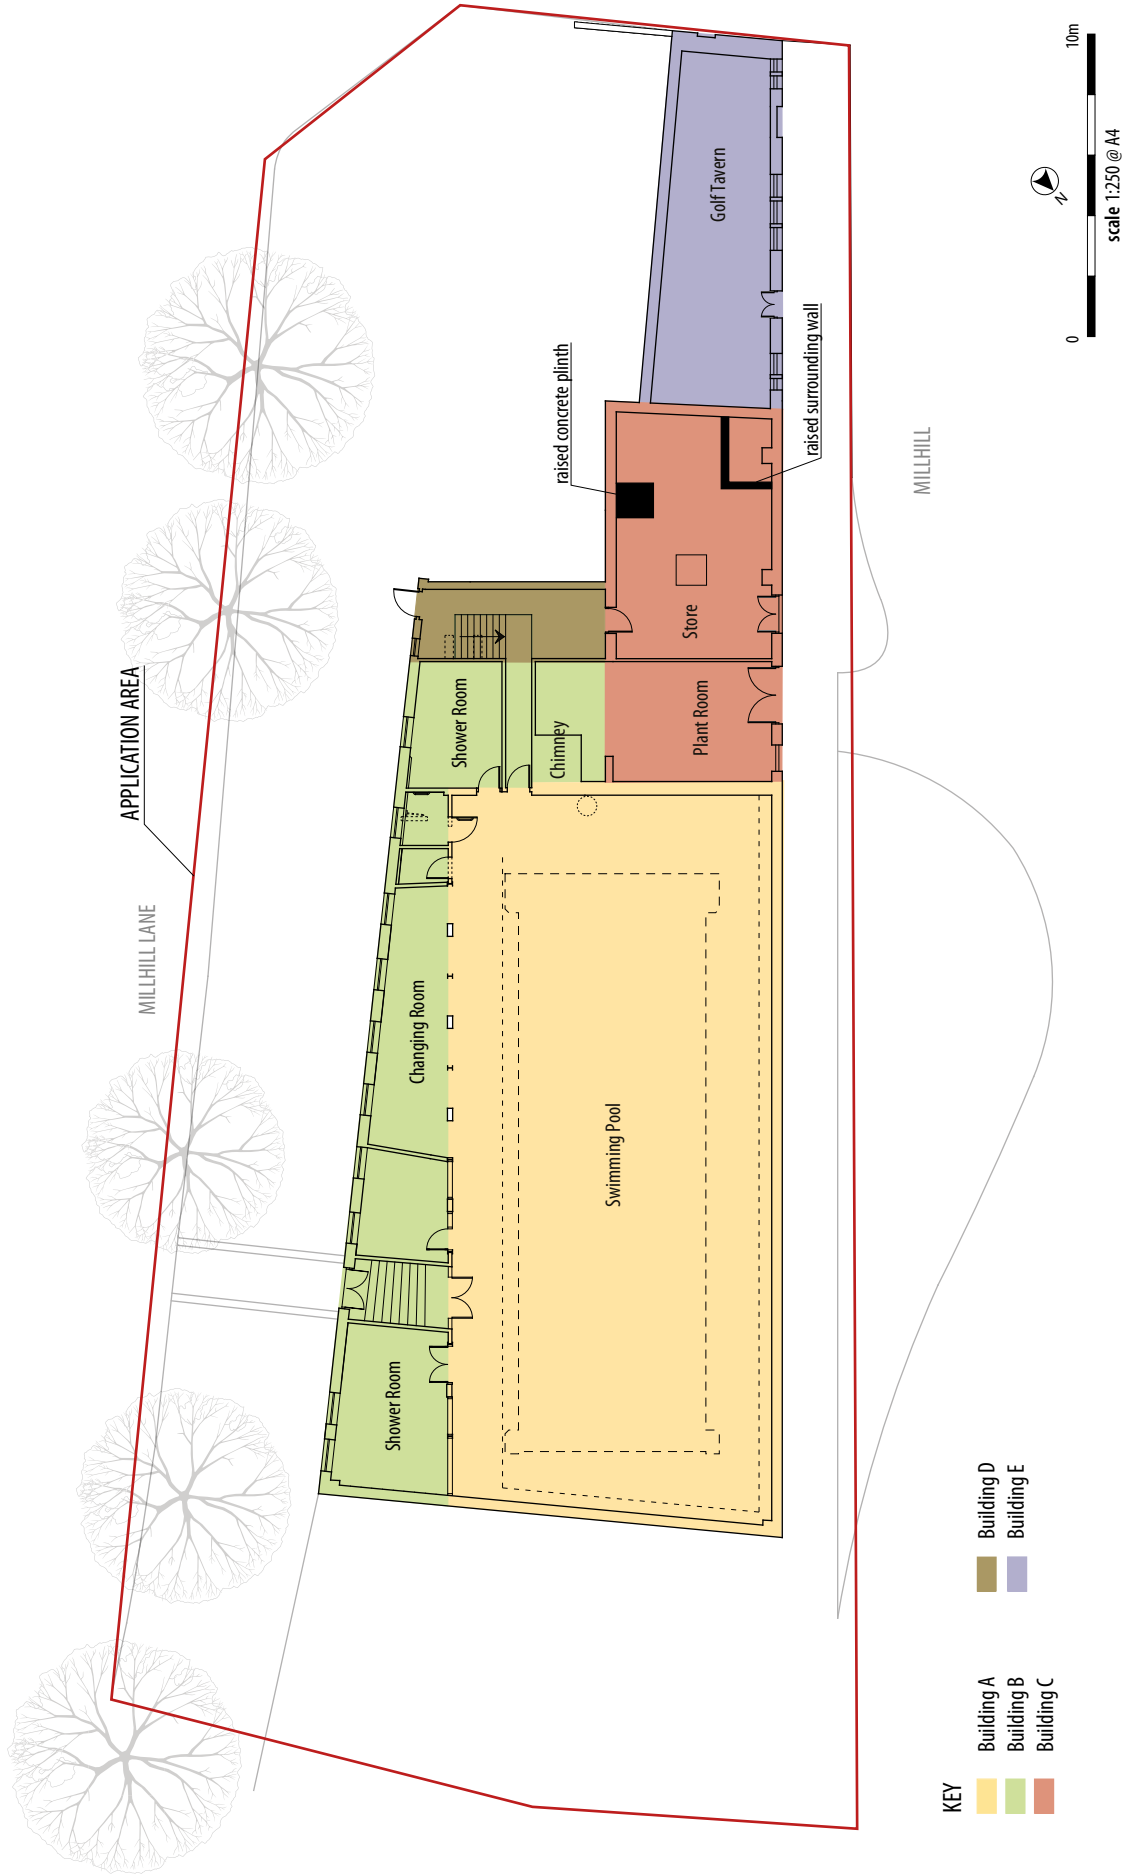 APPLICATION AREA
MILLHILL LANE
Shower Room
Changing Room
Shower Room
Chimney
Swimming Pool
Plant Room
Store
raised concrete plinth
raised surrounding wall
Golf Tavern
MILLHILL
N
0 10m
scale 1:250 @ A4
KEY
Building A
Building B
Building C
Building D
Building E